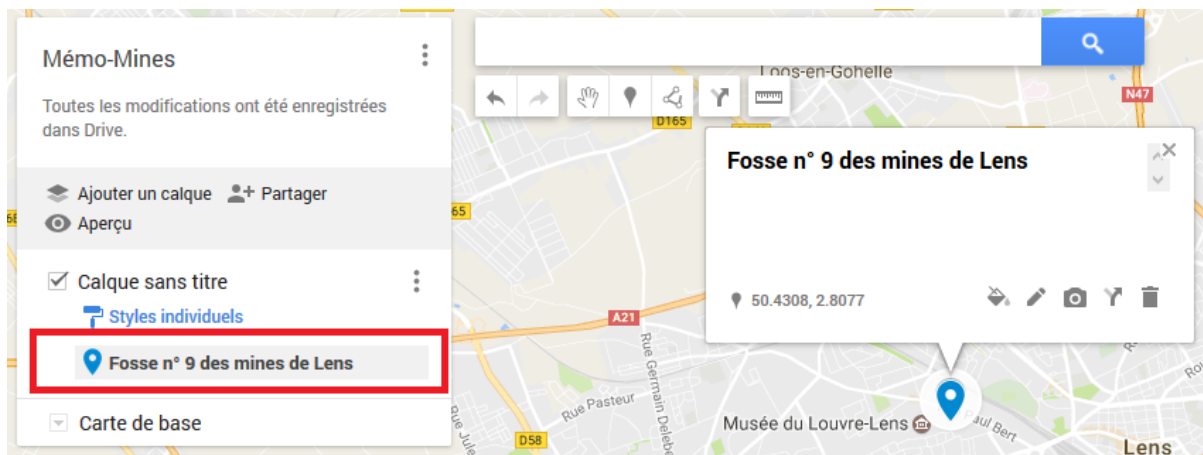 Mémo-Mines
Toutes les modifications ont été enregistrées
dans Drive.
Ajouter un calque Partager
Aperçu
Calque sans titre
Styles individuels
Fosse n° 9 des mines de Lens
Carte de base
Loos-en-Gohelle
N47
D165
65
Fosse n° 9 des mines de Lens
50.4308, 2.8077
A21
Rue Germain Delebe
Rue Pasteur
Rue Jule
D58
Musée du Louvre-Lens
Paul Bert
Lens